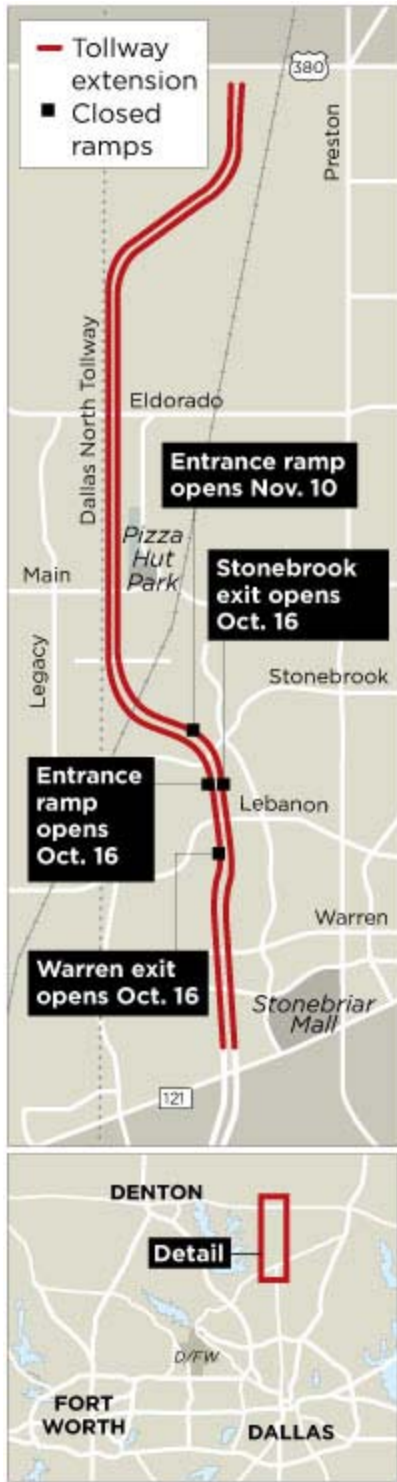 Tollway
extension
Closed
ramps
380
Preston
Dallas North Tollway
Eldorado
Entrance ramp
opens Nov. 10
Pizza
Hut
Park
Stonebrook
exit opens
Oct. 16
Main
Legacy
Stonebrook
Entrance
ramp
opens
Oct. 16
Lebanon
Warren
Warren exit
opens Oct. 16
Stonebriar
Mall
121
DENTON
Detail
D/FW
FORT
WORTH
DALLAS